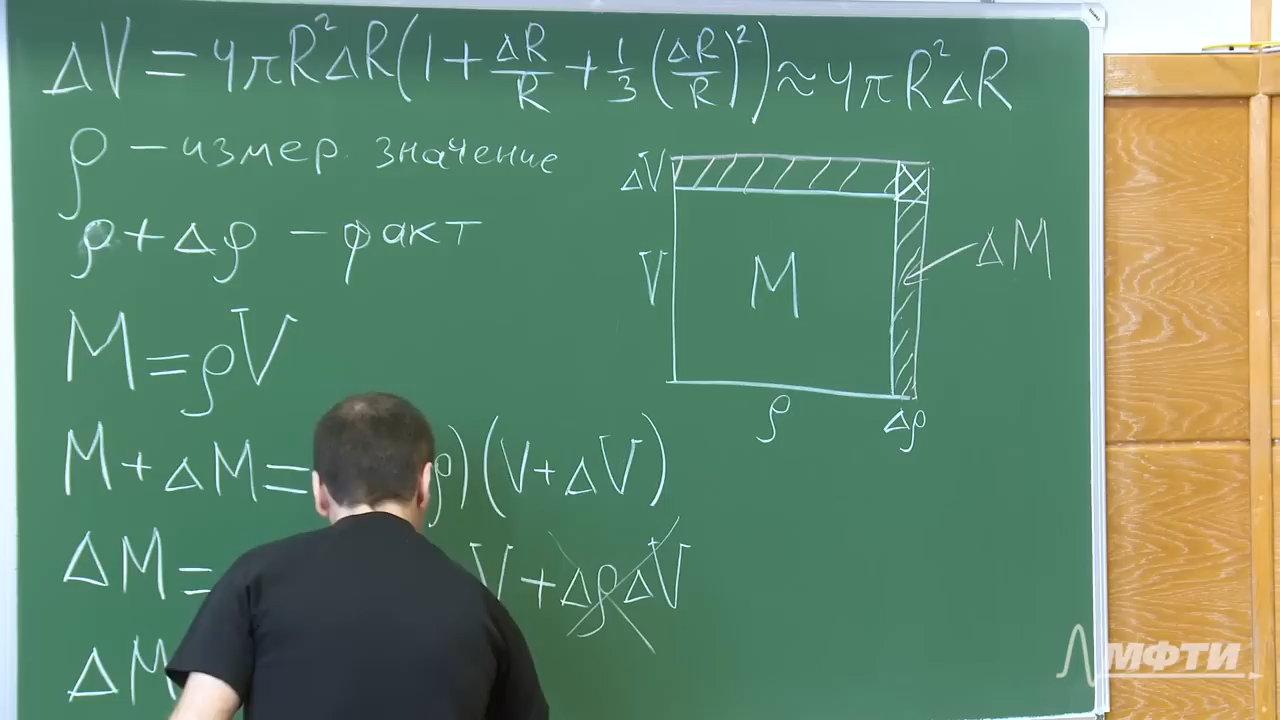 ΔV = 4πR²ΔR(1 + ΔR/R + 1/3 (ΔR/R)²) ≈ 4πR²ΔR
ρ – измер. значение
ρ + Δρ – факт
M = ρV
M + ΔM = ρ)(V + ΔV)
ΔM = V + ΔρΔV
ΔM
ΔV
V
M
ΔM
ρ
Δρ
МФТИ